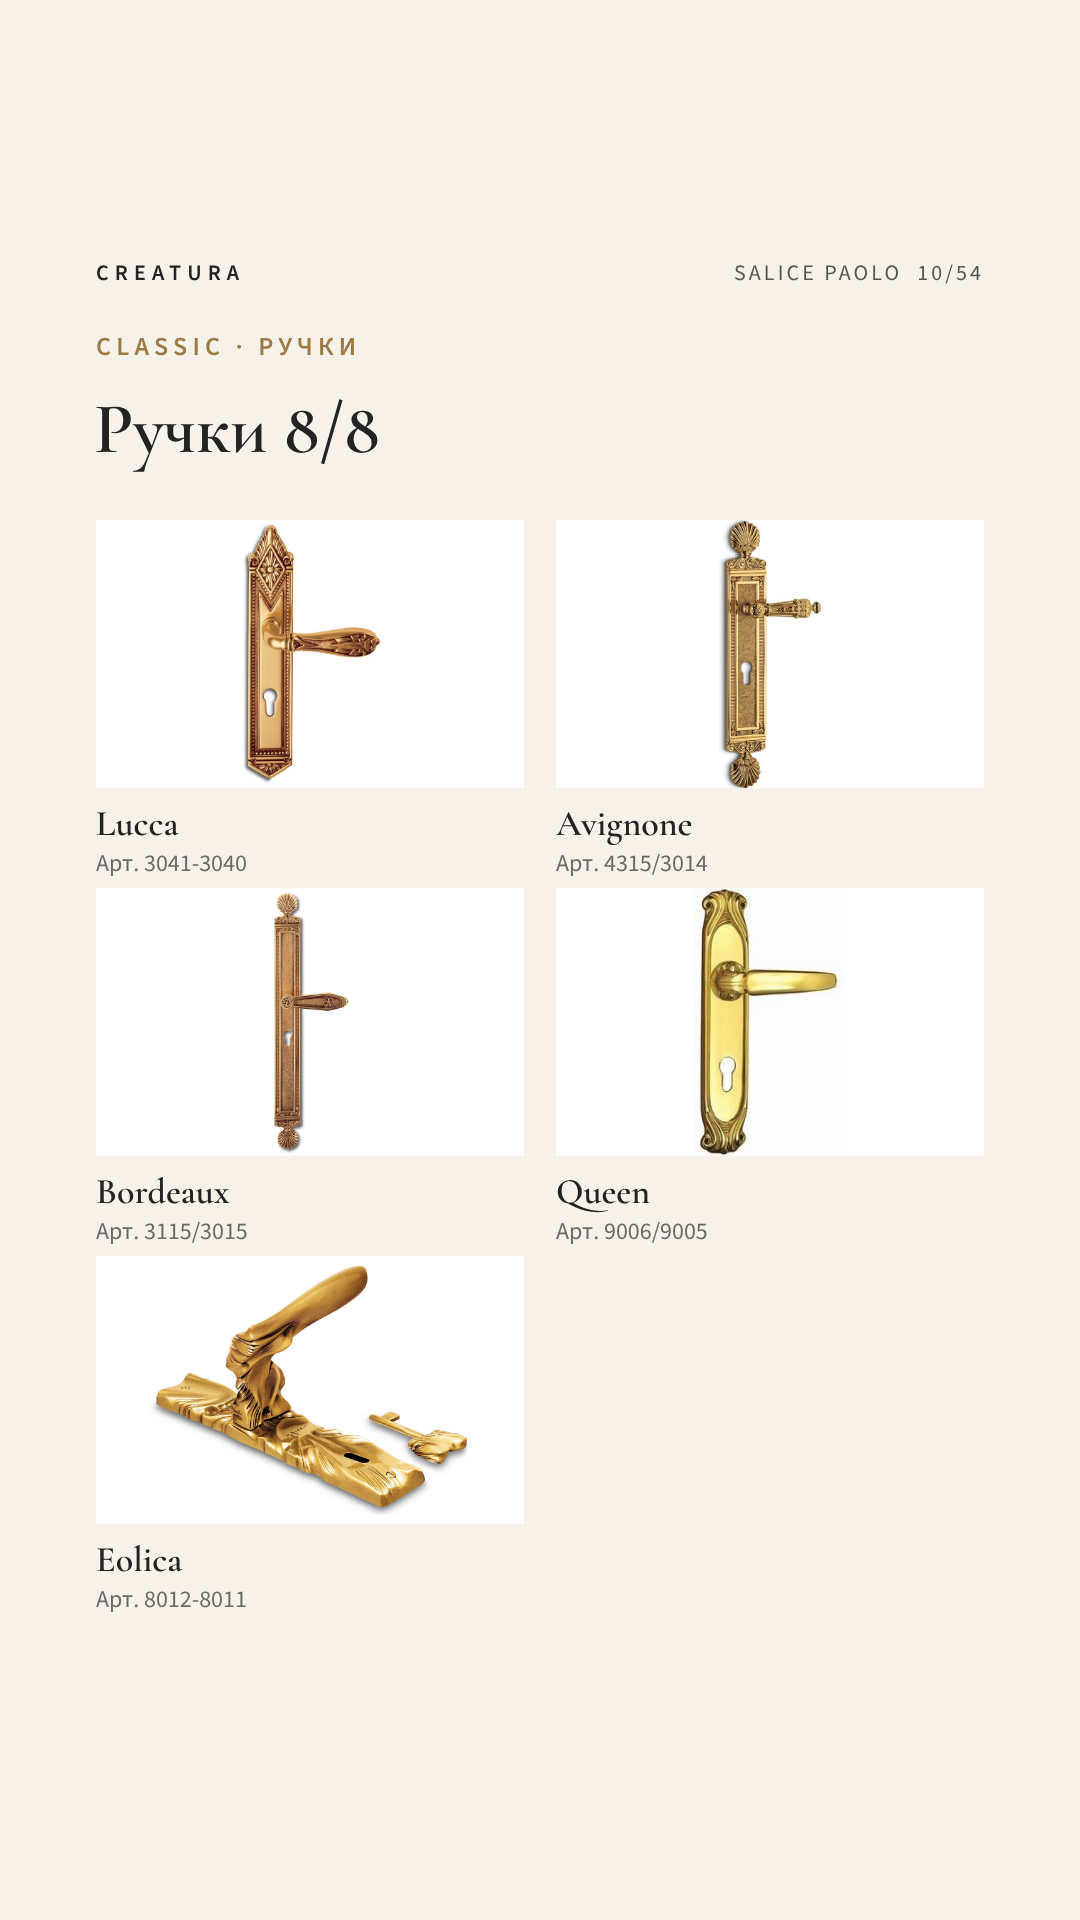 CREATURA
SALICE PAOLO 10/54
CLASSIC · РУЧКИ
Ручки 8/8
Lucca
Арт. 3041-3040
Avignone
Арт. 4315/3014
Bordeaux
Арт. 3115/3015
Queen
Арт. 9006/9005
Eolica
Арт. 8012-8011